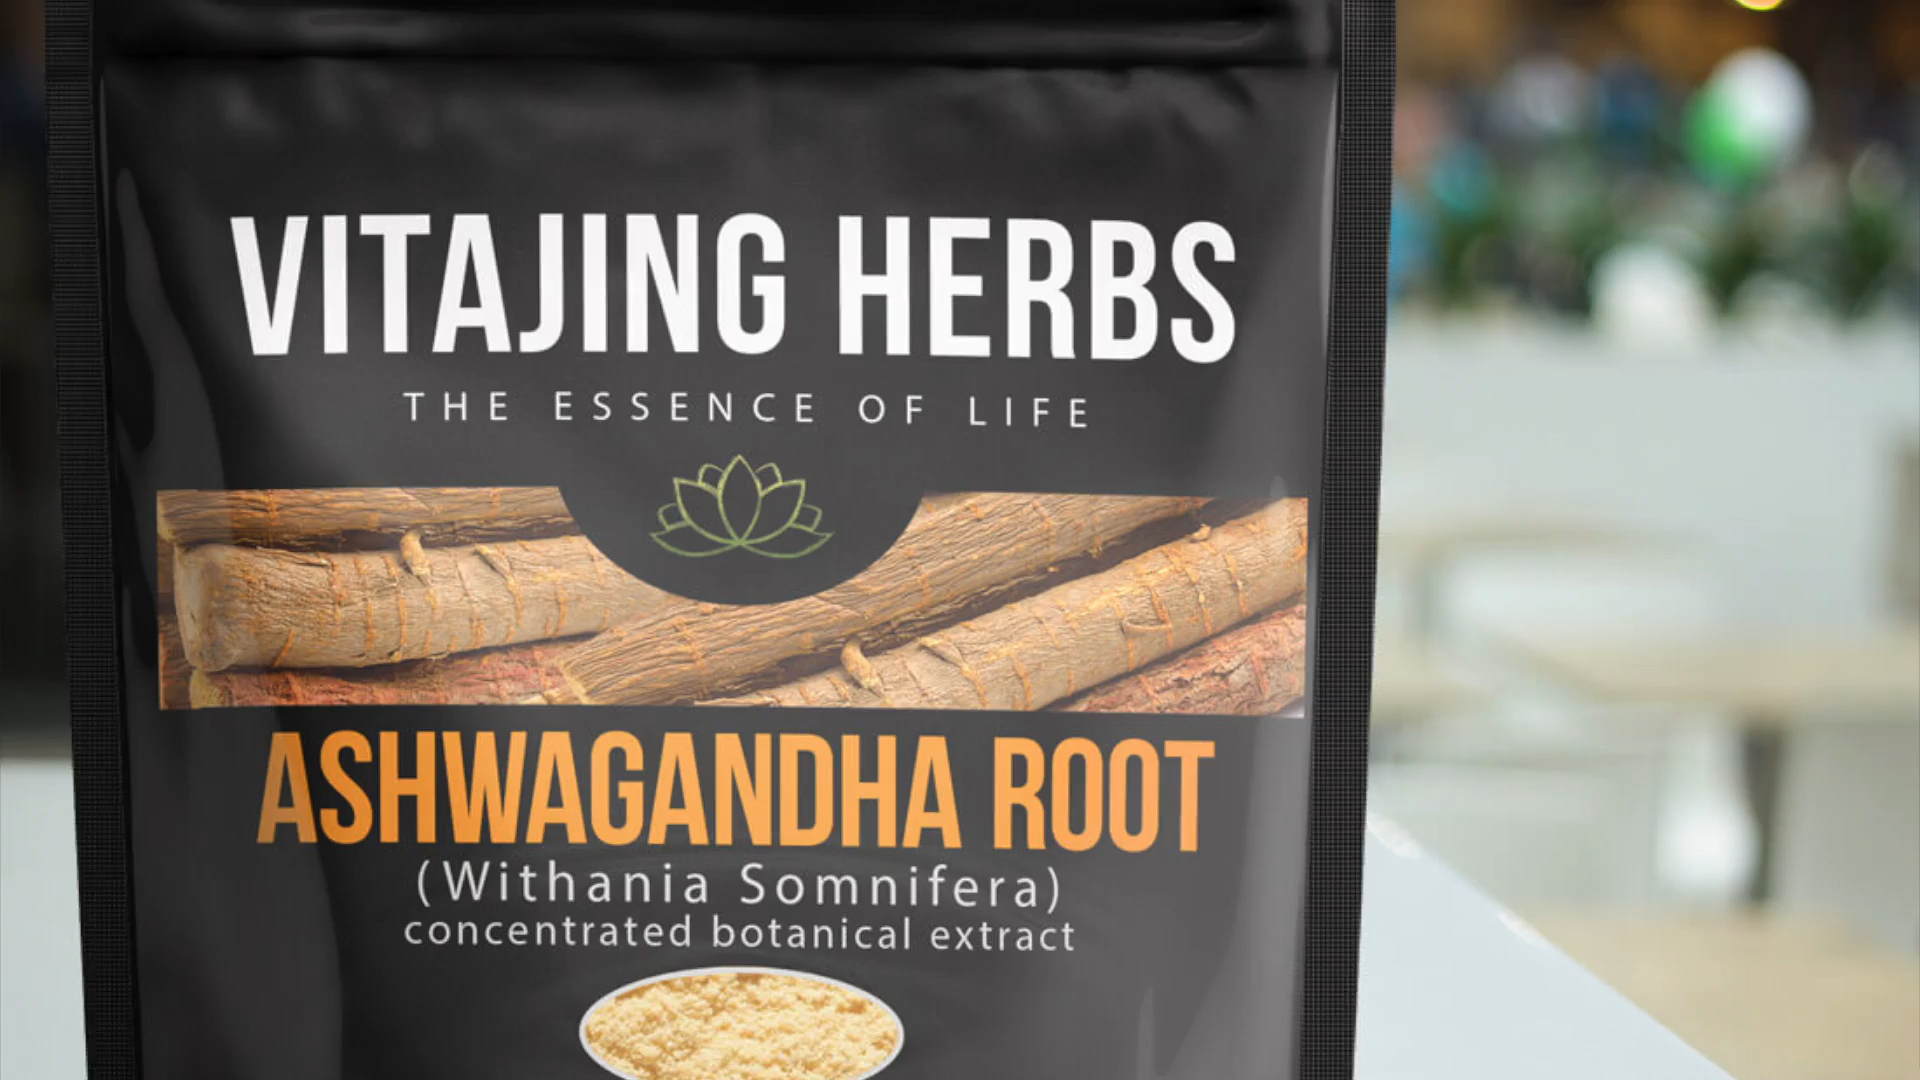 VITAJING HERBS
THE ESSENCE OF LIFE
ASHWAGANDHA ROOT
(Withania Somnifera)
concentrated botanical extract